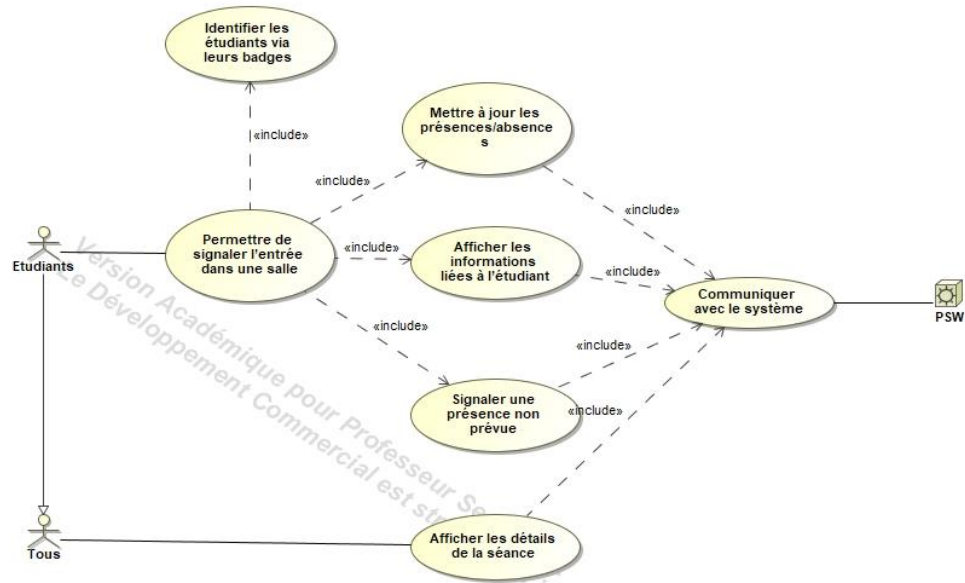 Identifier les
étudiants via
leurs badges
«include»
Mettre à jour les
présences/absence
s
«include»
«include»
Permettre de
signaler l'entrée
dans une salle
«include»
Afficher les
informations
liées à l'étudiant
«include»
Communiquer
avec le système
Etudiants
PSW
«include»
«include»
Signaler une
présence non
prévue
«include»
Afficher les détails
de la séance
Tous
Version Académique pour Professeur Se
Le Développement Commercial est str